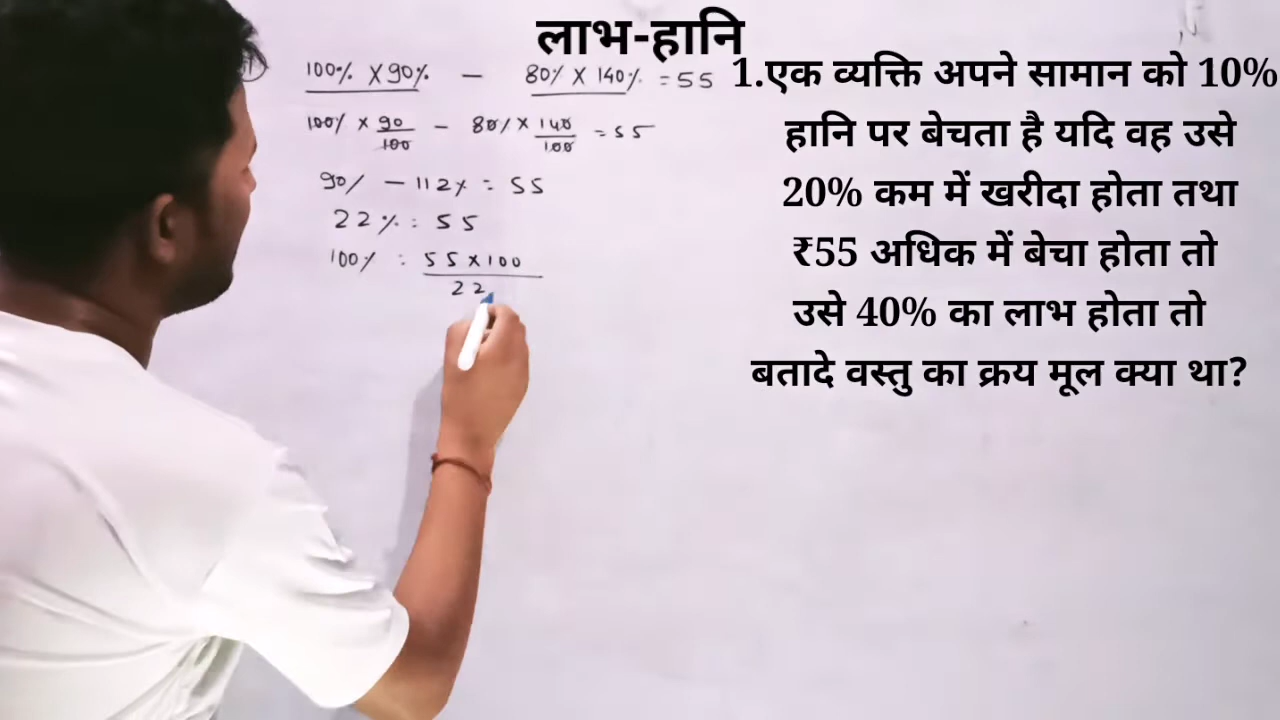 लाभ-हानि
100% X 90% - 80% X 140% = 55
100% X 90/100 - 80% X 140/100 = 55
90% - 112% = 55
22% = 55
100% : 55X100
22
1.एक व्यक्ति अपने सामान को 10%
हानि पर बेचता है यदि वह उसे
20% कम में खरीदा होता तथा
₹55 अधिक में बेचा होता तो
उसे 40% का लाभ होता तो
बतादे वस्तु का क्रय मूल क्या था?